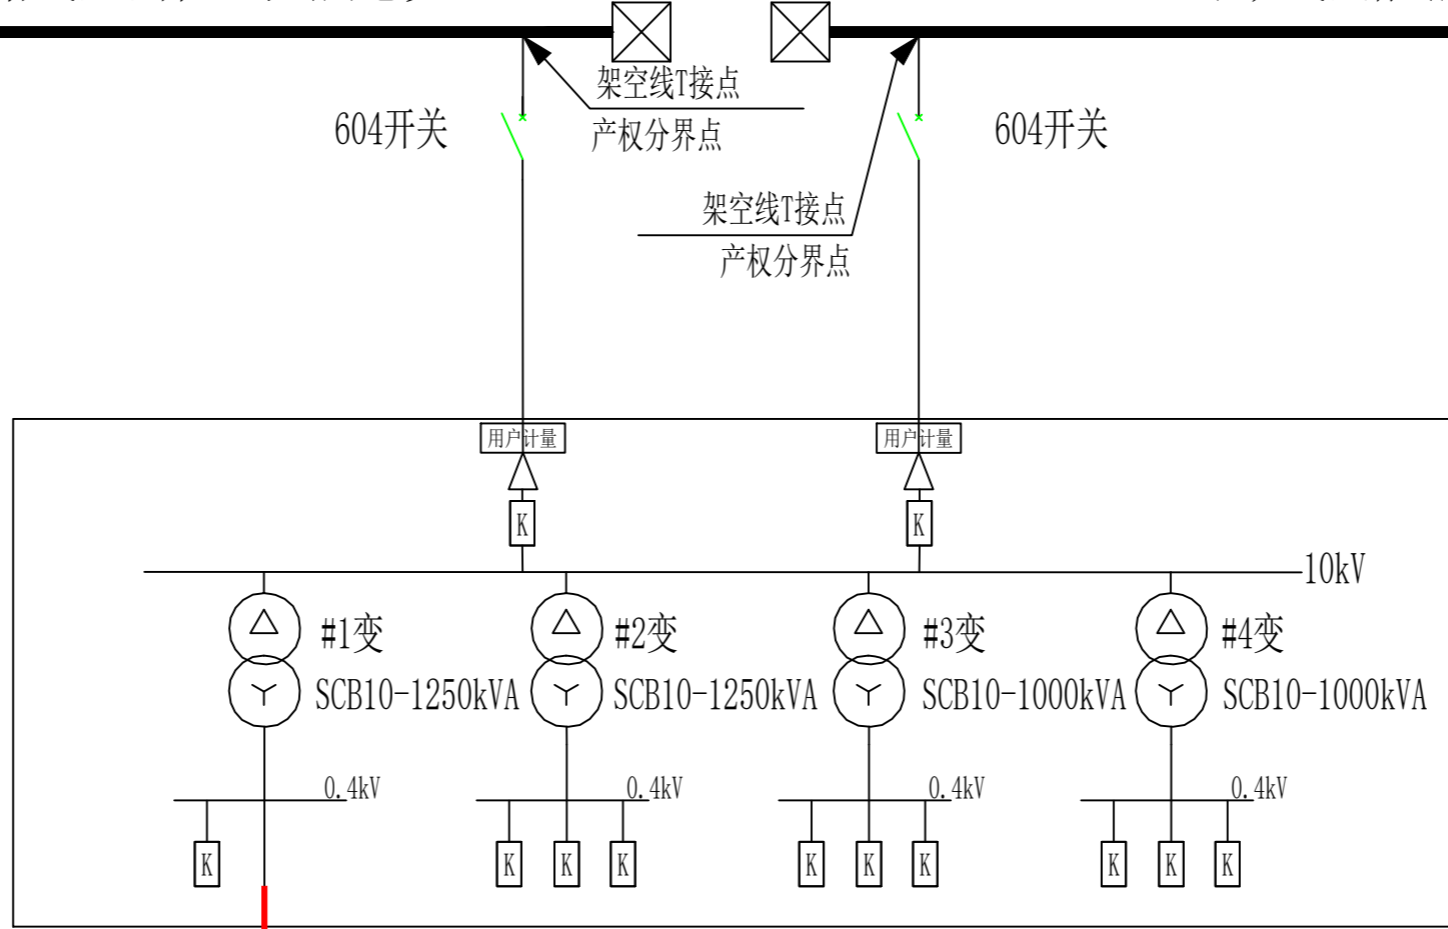 架空线T接点
产权分界点
604开关
604开关
架空线T接点
产权分界点
用户计量
用户计量
K
K
10kV
#1变
#2变
#3变
#4变
SCB10-1250kVA
SCB10-1250kVA
SCB10-1000kVA
SCB10-1000kVA
0.4kV
0.4kV
0.4kV
0.4kV
K
K
K
K
K
K
K
K
K
K